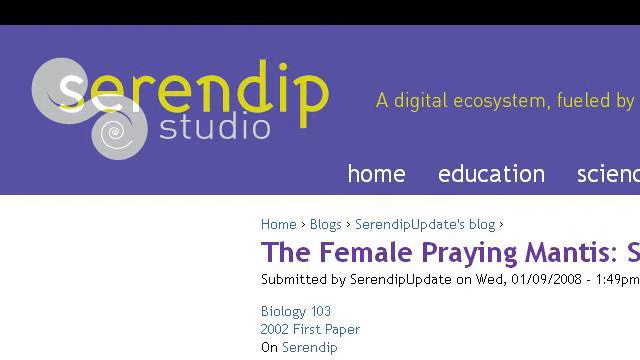 serendip
studio
A digital ecosystem, fueled by
home education
Home › Blogs › SerendipUpdate's blog ›
The Female Praying Mantis:
Submitted by SerendipUpdate on Wed, 01/09/2008 - 1:49pm
Biology 103
2002 First Paper
On Serendip